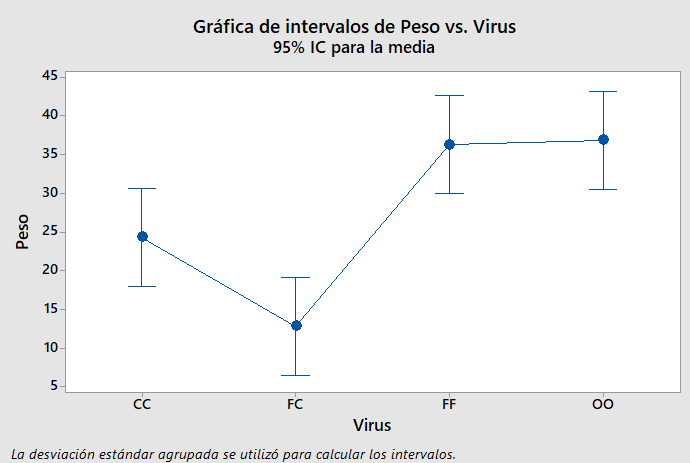 Gráfica de intervalos de Peso vs. Virus
95% IC para la media
45
40
35
30
25
20
15
10
5
Peso
CC FC FF OO
Virus
La desviación estándar agrupada se utilizó para calcular los intervalos.